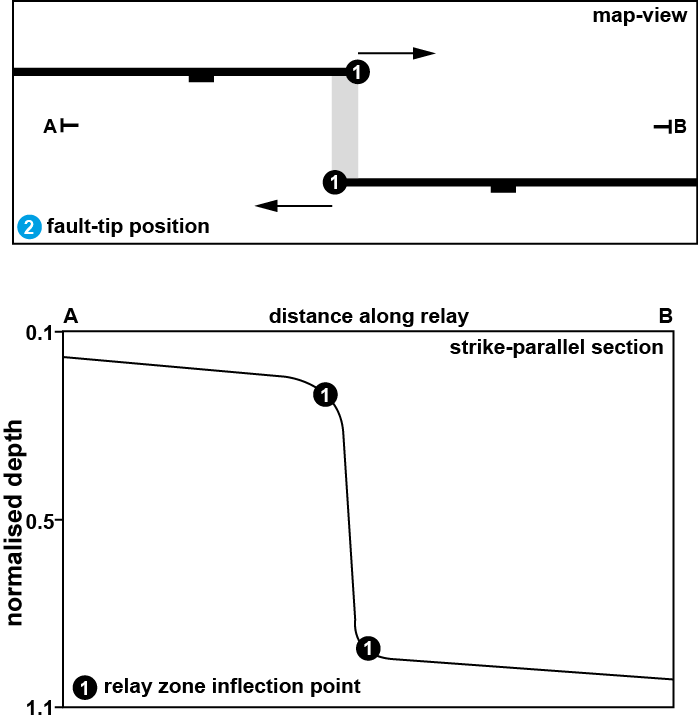 map-view
1
A
B
1
2 fault-tip position
A distance along relay B
0.1
strike-parallel section
1
normalised depth
0.5
1
1 relay zone inflection point
1.1